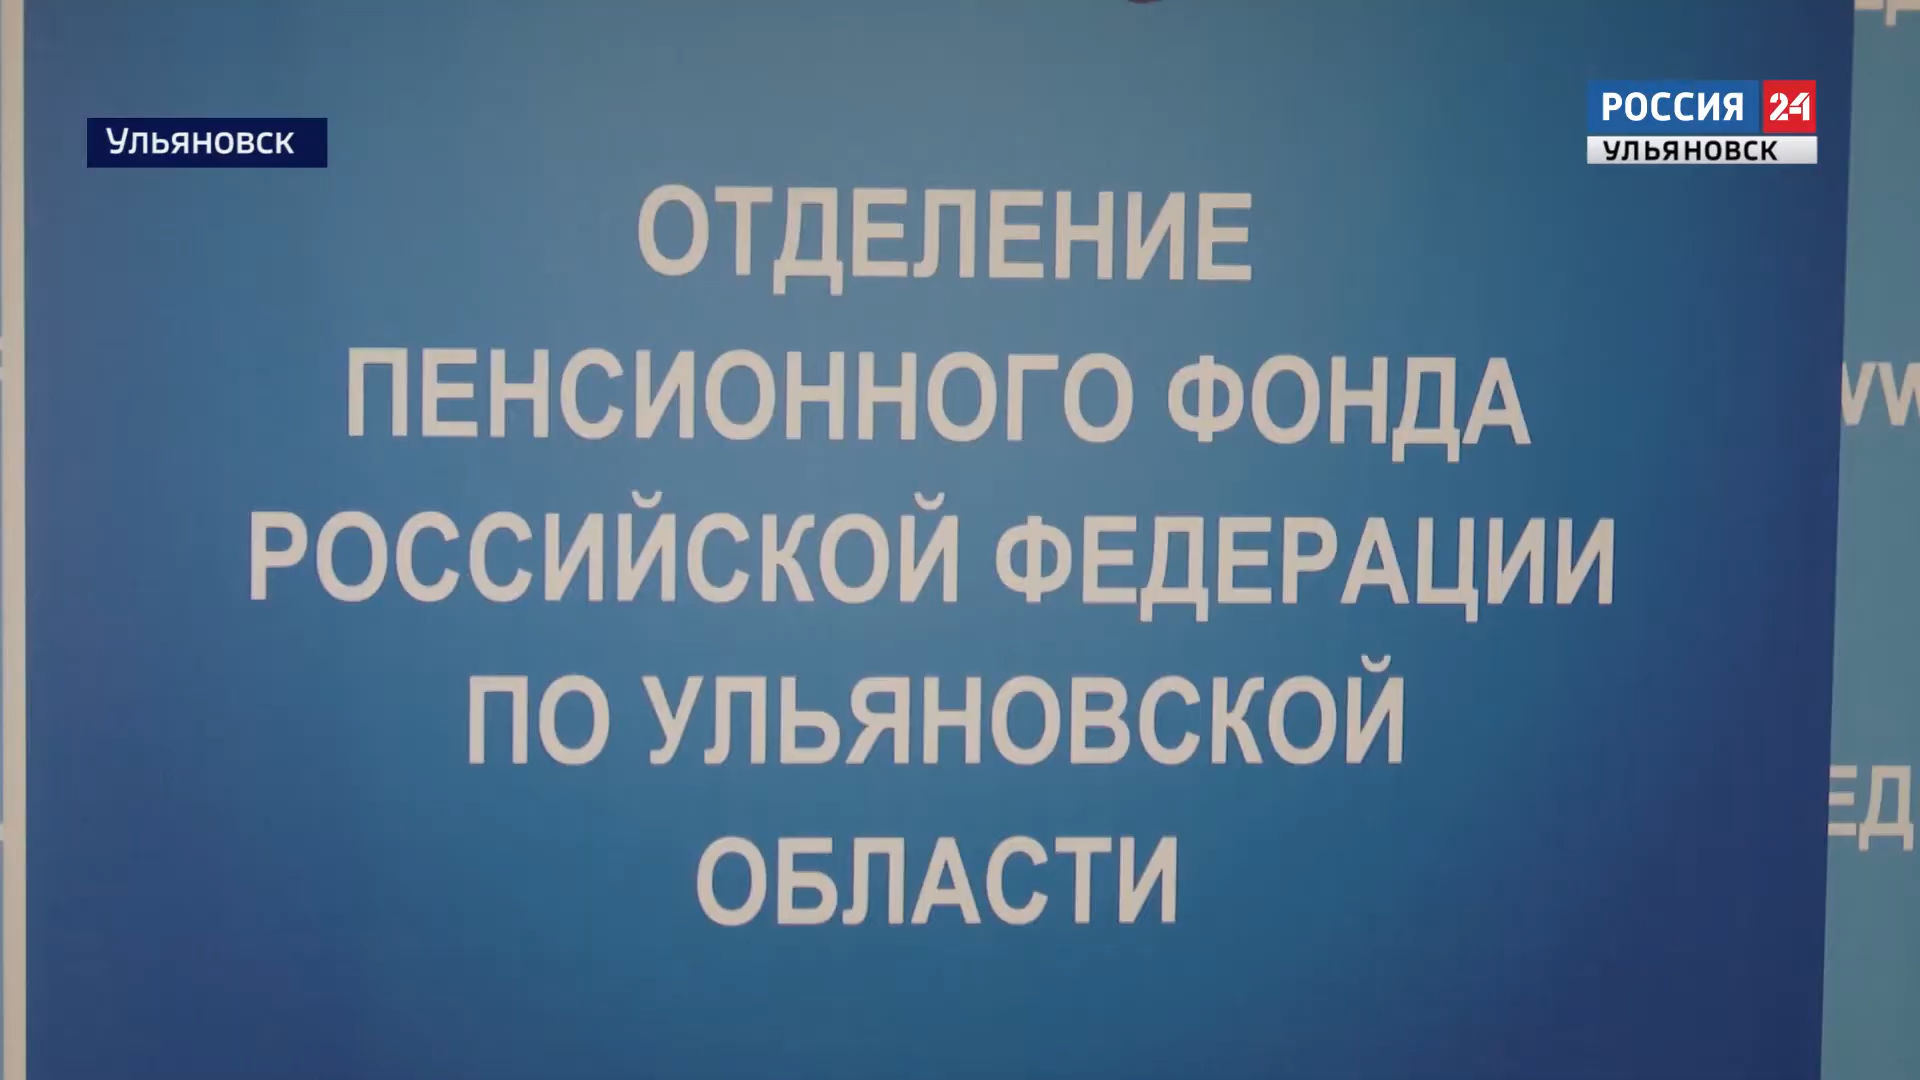 Ульяновск
РОССИЯ 24
УЛЬЯНОВСК
ОТДЕЛЕНИЕ
ПЕНСИОННОГО ФОНДА
РОССИЙСКОЙ ФЕДЕРАЦИИ
ПО УЛЬЯНОВСКОЙ
ОБЛАСТИ